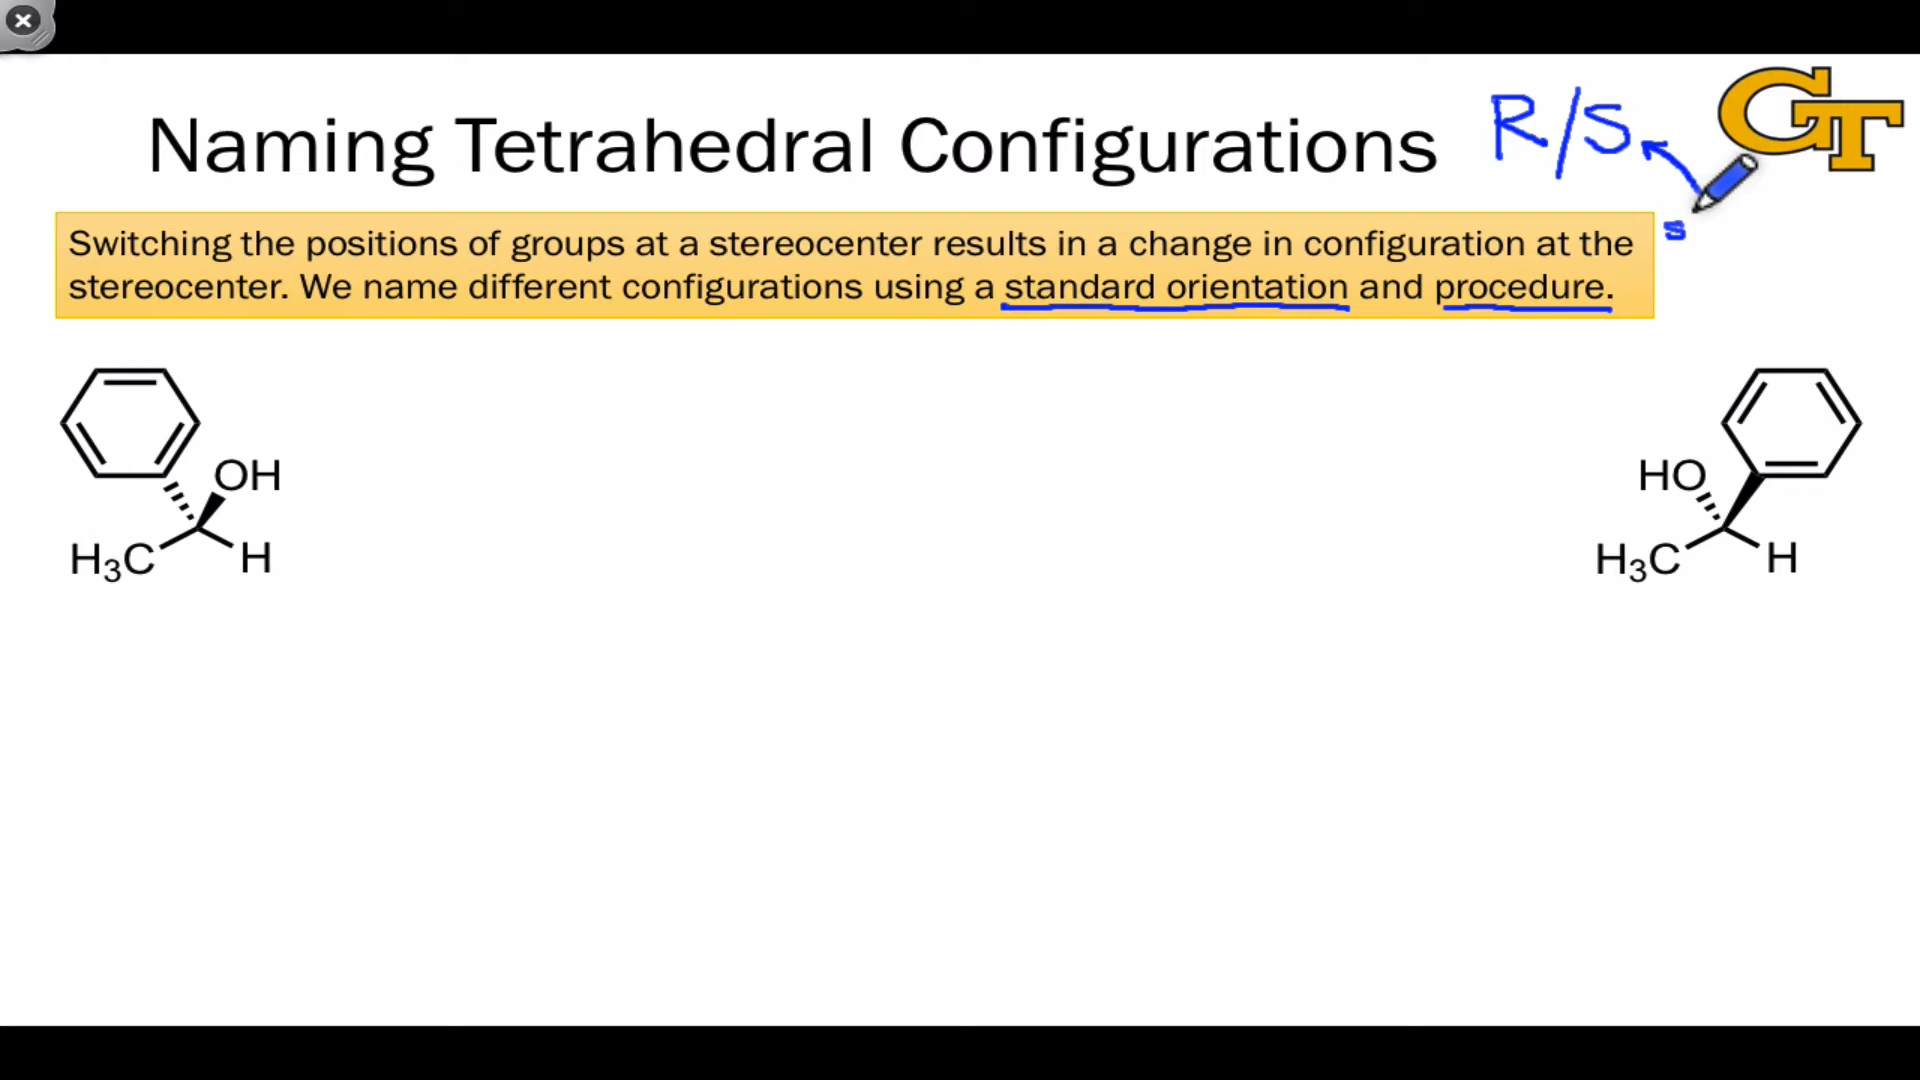 Naming Tetrahedral Configurations R/S
GT
s
Switching the positions of groups at a stereocenter results in a change in configuration at the
stereocenter. We name different configurations using a standard orientation and procedure.
OH
H₃C H
HO
H₃C H